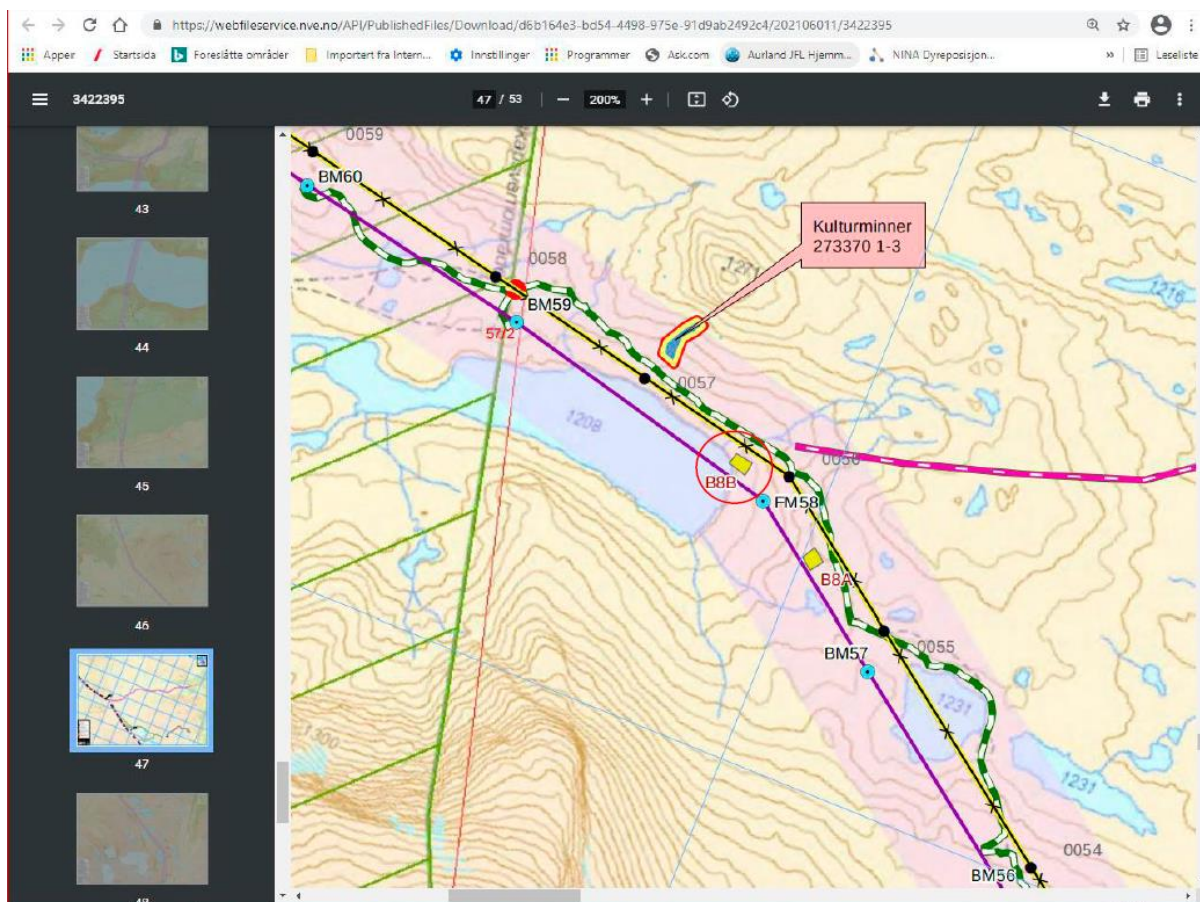 https://webfileservice.nve.no/API/PublishedFiles/Download/d6b164e3-bd54-4498-975e-91d9ab2492c4/202106011/3422395
Apper Startsida Foreslåtte områder Importert fra Intern... Innstillinger Programmer Ask.com Aurland JFL Hjemm... NINA Dyreposisjon... » Leseliste
3422395 47 / 53 200%
43
44
45
46
47
48
0059
BM60
0058
BM59
57/2
Kulturminner
273370 1-3
1271
1216
0057
1208
0056
B8B
FM58
B8A
BM57
0055
1231
1231
1300
0054
BM56